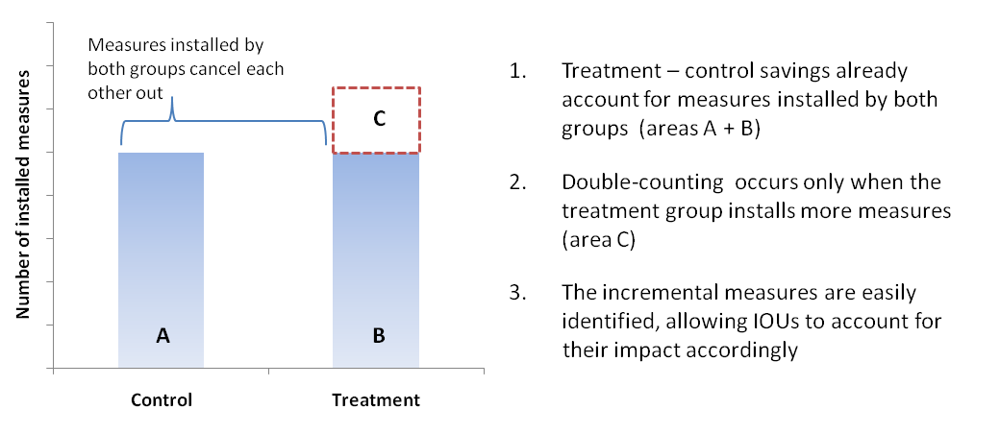 Measures installed by
both groups cancel each
other out
Number of installed measures
C
A
B
Control
Treatment
1. Treatment – control savings already
account for measures installed by both
groups (areas A + B)
2. Double-counting occurs only when the
treatment group installs more measures
(area C)
3. The incremental measures are easily
identified, allowing IOUs to account for
their impact accordingly